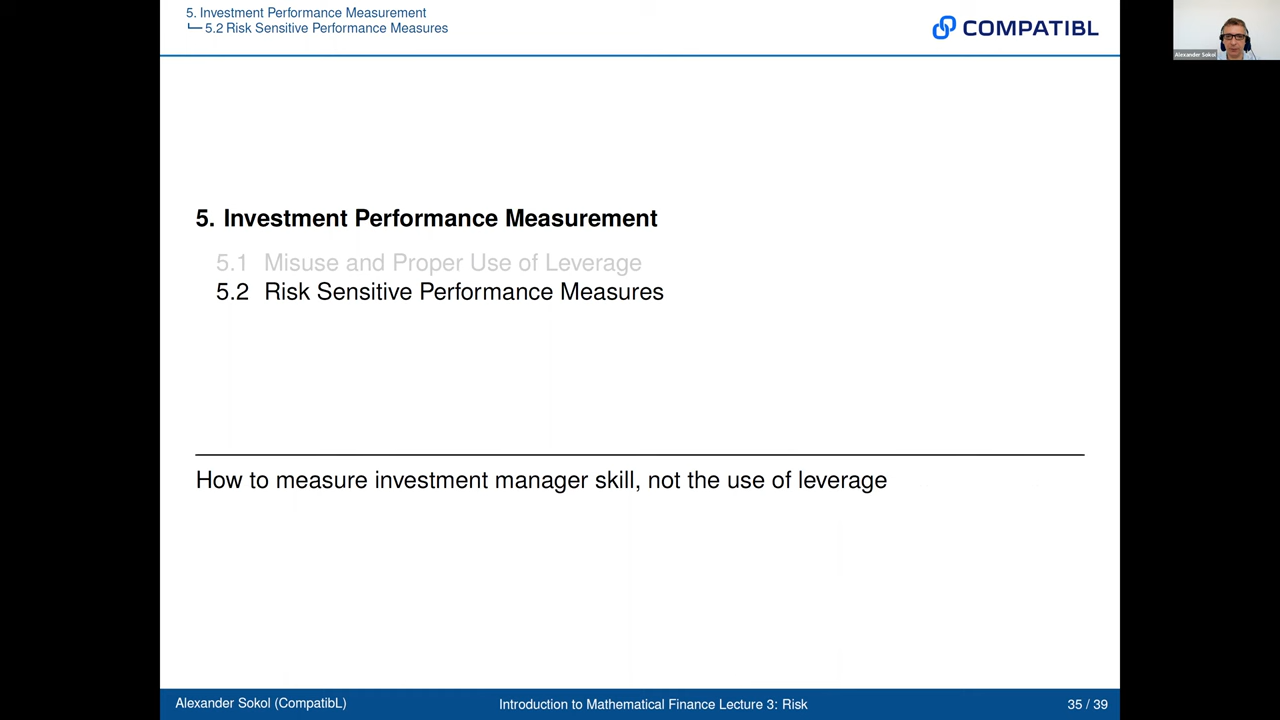 5. Investment Performance Measurement
5.2 Risk Sensitive Performance Measures
COMPATIBL
Alexander Sokol
5. Investment Performance Measurement
5.1 Misuse and Proper Use of Leverage
5.2 Risk Sensitive Performance Measures
How to measure investment manager skill, not the use of leverage
Alexander Sokol (CompatibL)
Introduction to Mathematical Finance Lecture 3: Risk
35 / 39